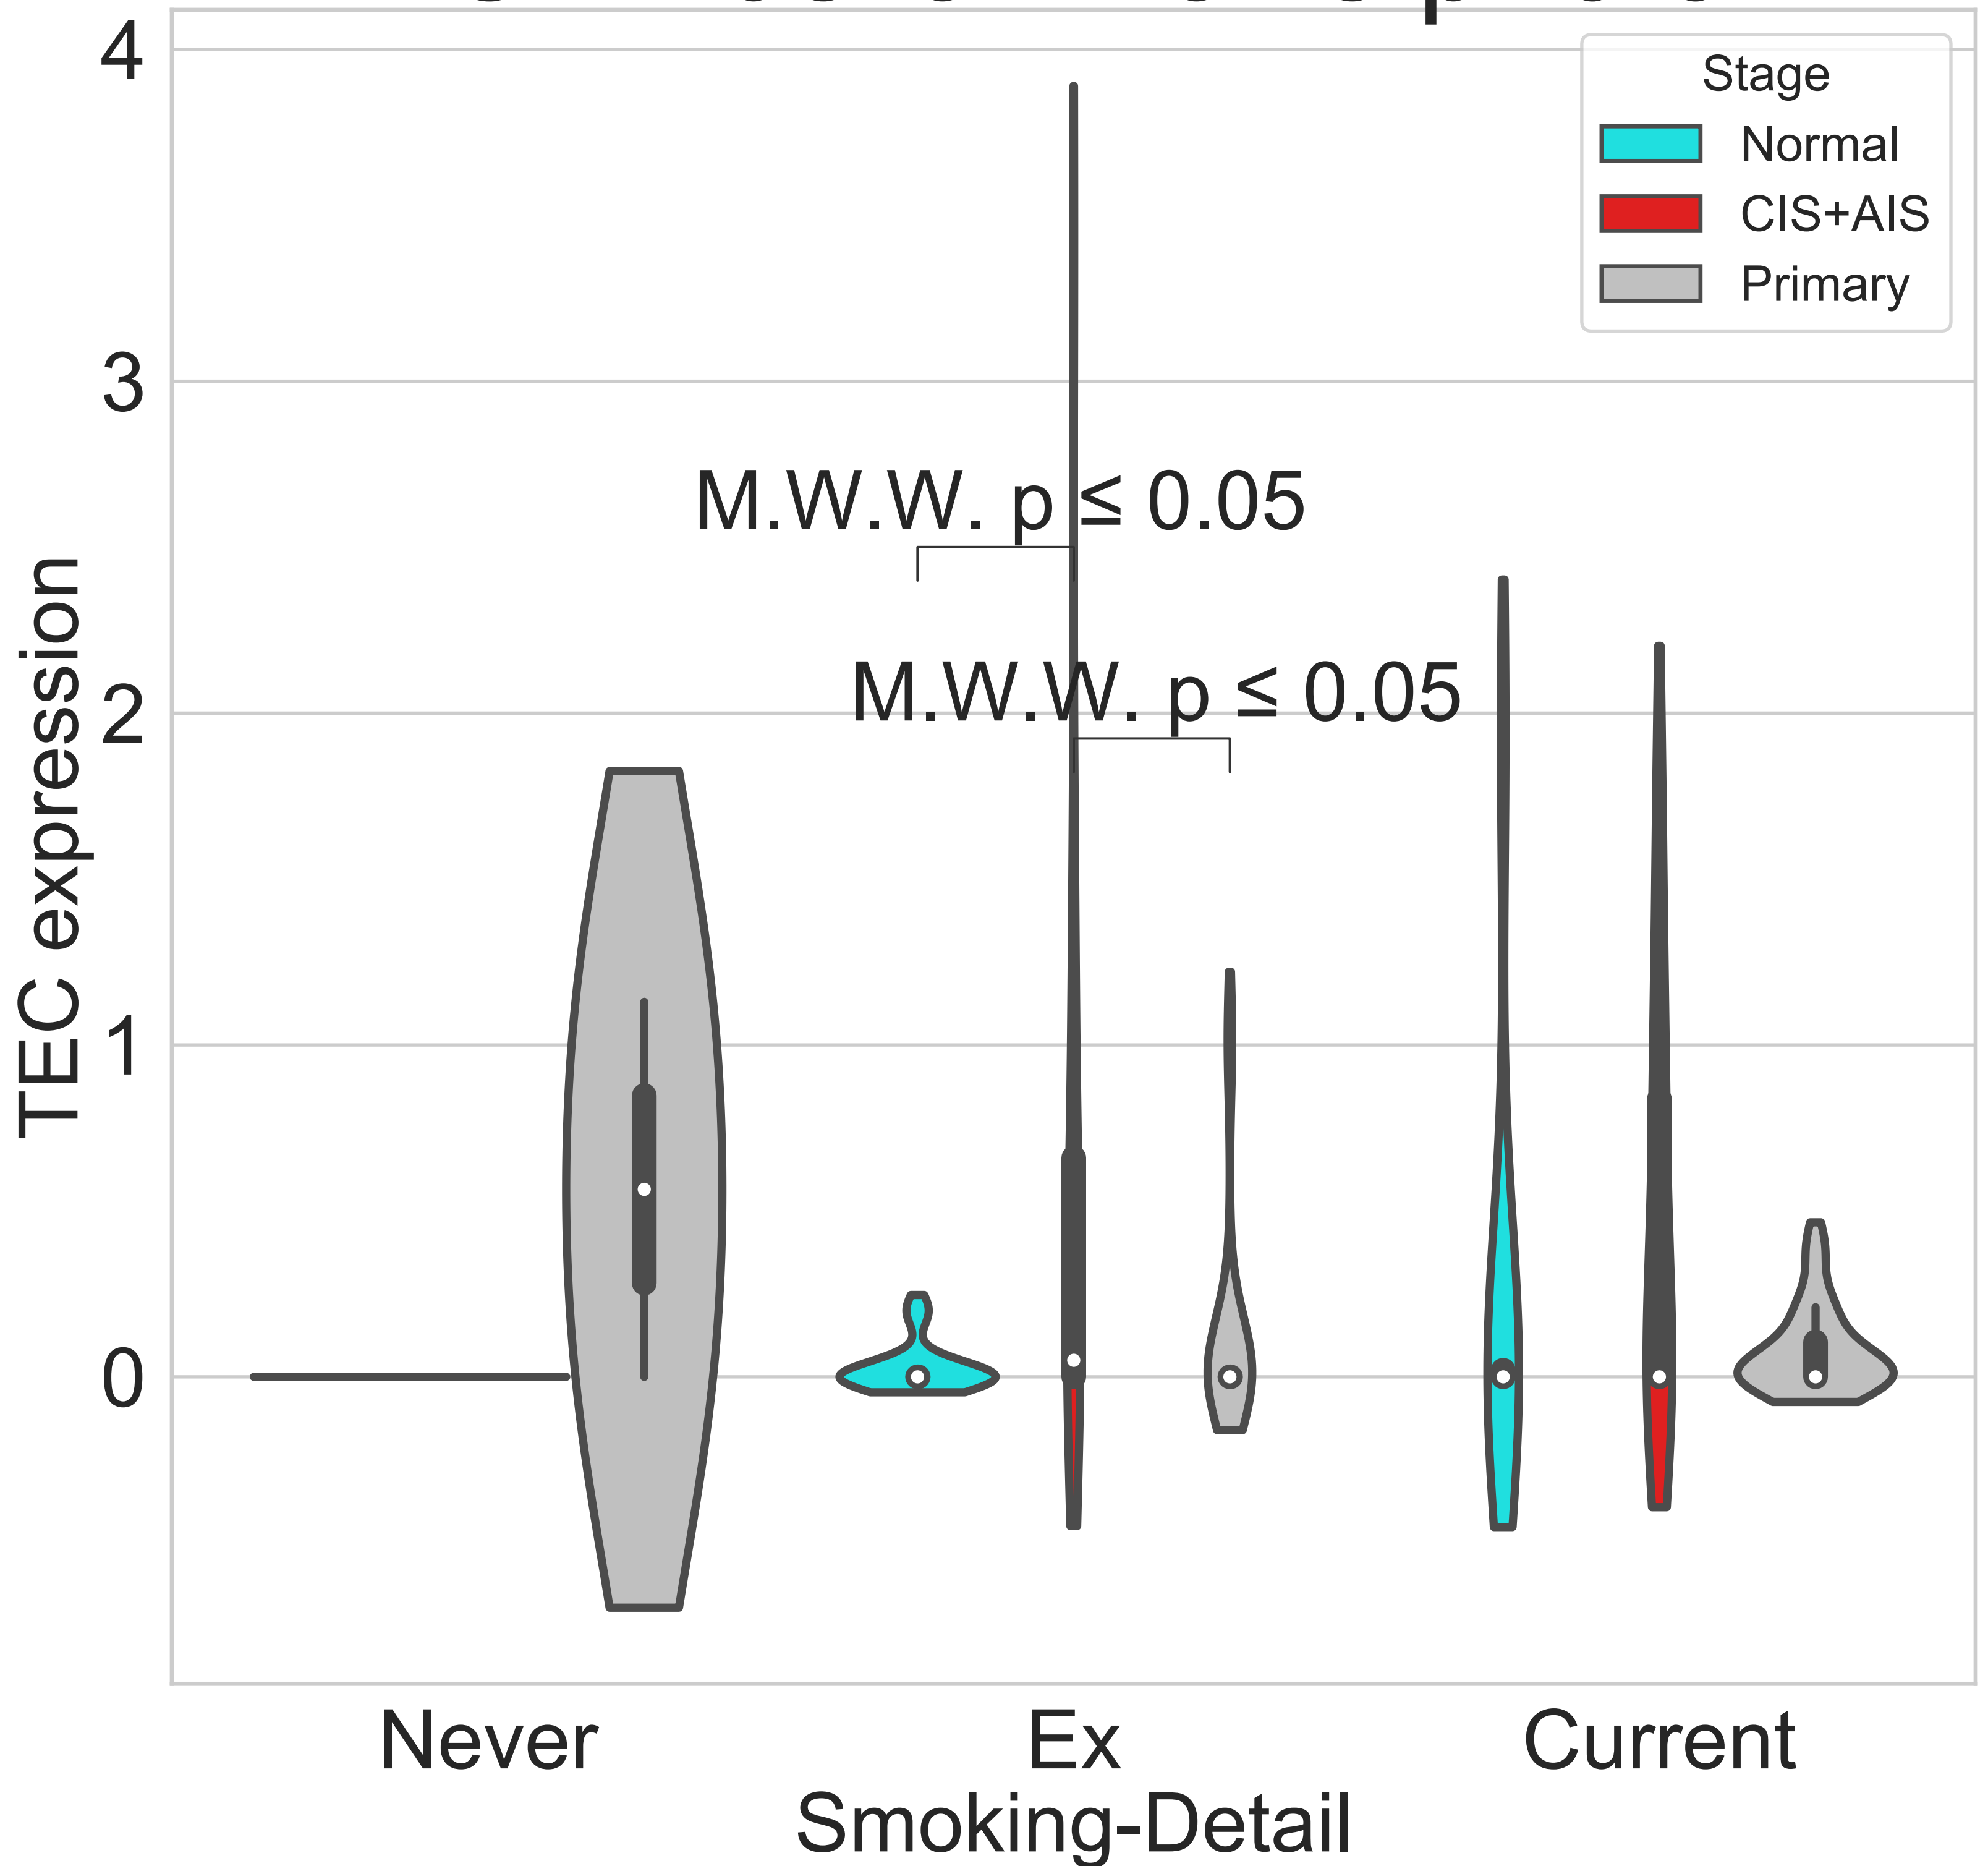 4
3
2
1
0
TEC expression
Stage
Normal
CIS+AIS
Primary
M.W.W. p ≤ 0.05
M.W.W. p ≤ 0.05
Never
Ex
Current
Smoking-Detail